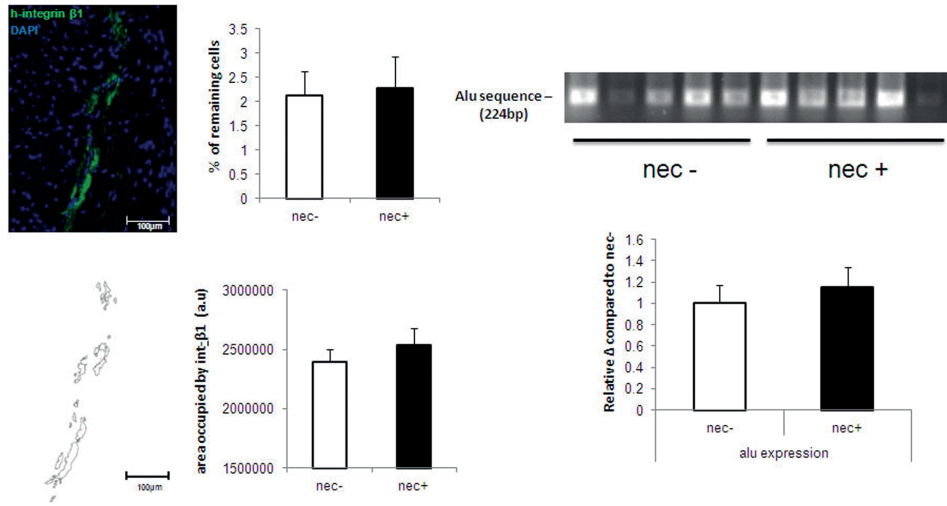 h-integrin β1
DAPI
100µm
% of remaining cells
3.5
3
2.5
2
1.5
1
0.5
0
nec-
nec+
Alu sequence –
(224bp)
nec -
nec +
100µm
area occupied by int-β1 (a.u)
3000000
2500000
2000000
1500000
nec-
nec+
Relative Δ compared to nec-
1.6
1.4
1.2
1
0.8
0.6
0.4
0.2
0
nec-
nec+
alu expression